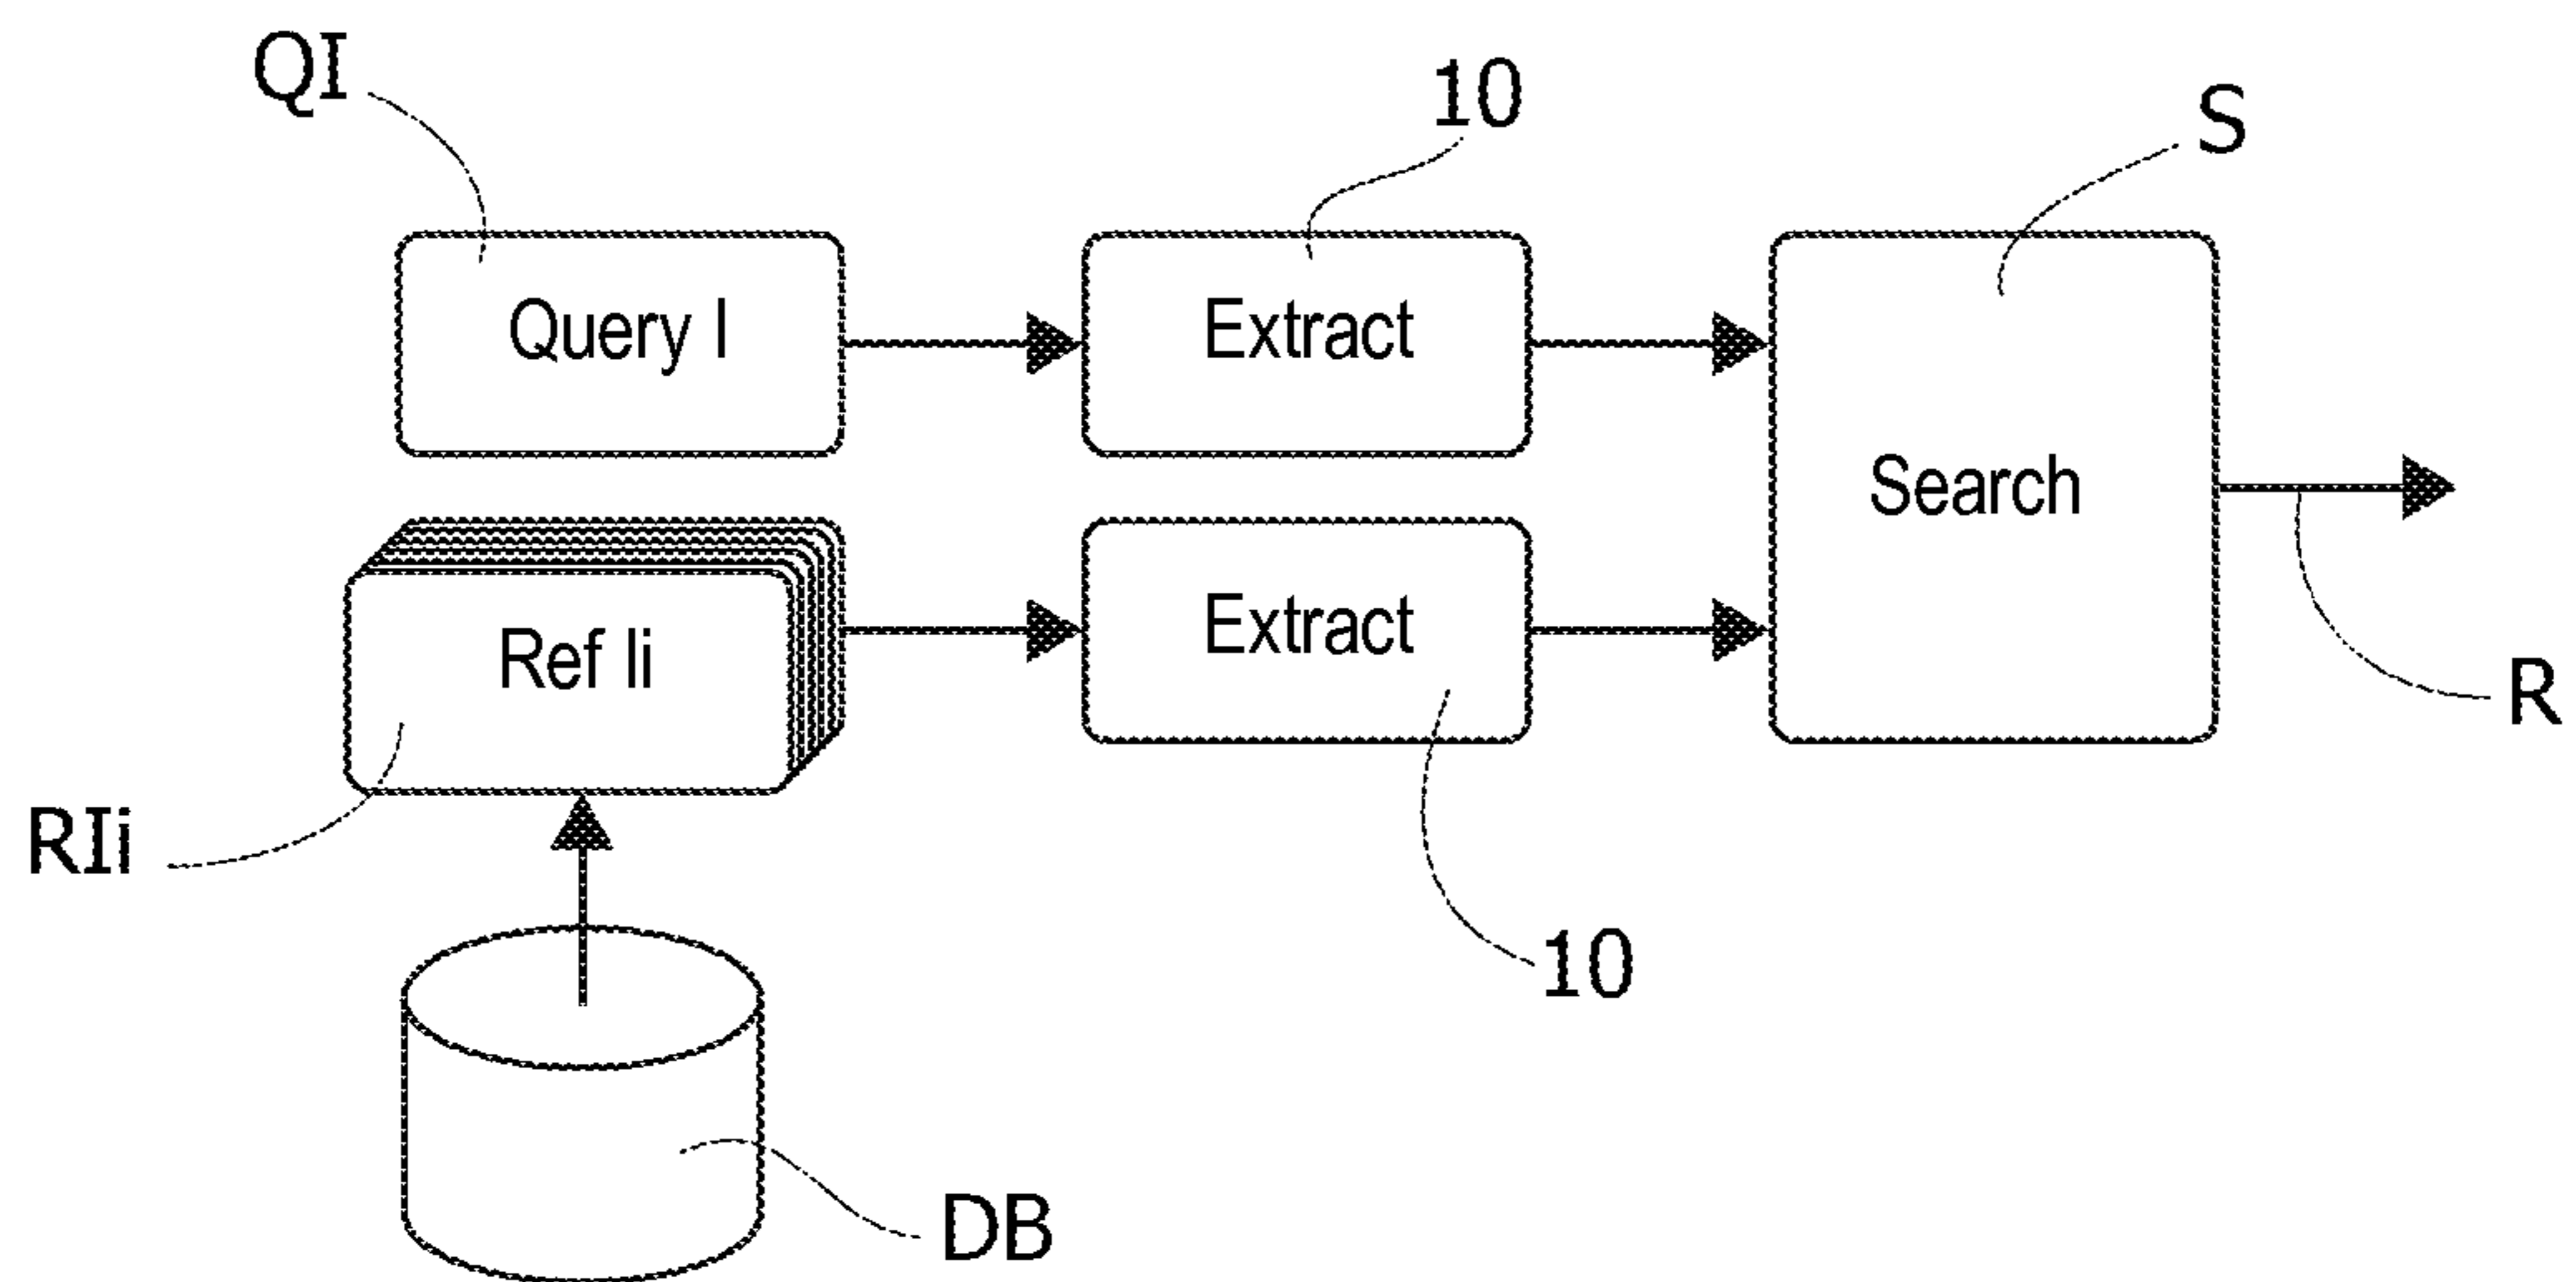 QI
10
S
Query I
Extract
Search
Ref Ii
Extract
R
RIi
10
DB